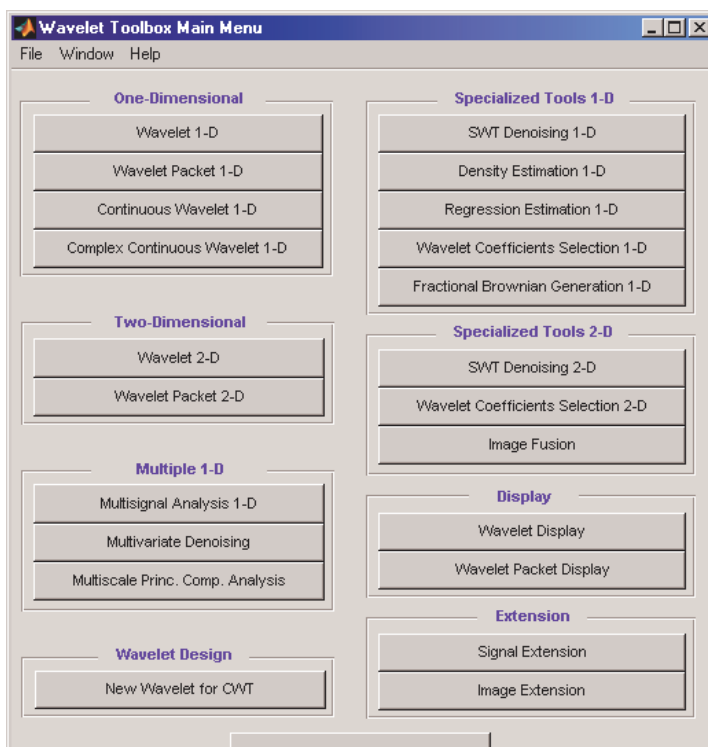 Wavelet Toolbox Main Menu
File Window Help
One-Dimensional
Wavelet 1-D
Wavelet Packet 1-D
Continuous Wavelet 1-D
Complex Continuous Wavelet 1-D
Two-Dimensional
Wavelet 2-D
Wavelet Packet 2-D
Multiple 1-D
Multisignal Analysis 1-D
Multivariate Denoising
Multiscale Princ. Comp. Analysis
Wavelet Design
New Wavelet for CWT
Specialized Tools 1-D
SWT Denoising 1-D
Density Estimation 1-D
Regression Estimation 1-D
Wavelet Coefficients Selection 1-D
Fractional Brownian Generation 1-D
Specialized Tools 2-D
SWT Denoising 2-D
Wavelet Coefficients Selection 2-D
Image Fusion
Display
Wavelet Display
Wavelet Packet Display
Extension
Signal Extension
Image Extension